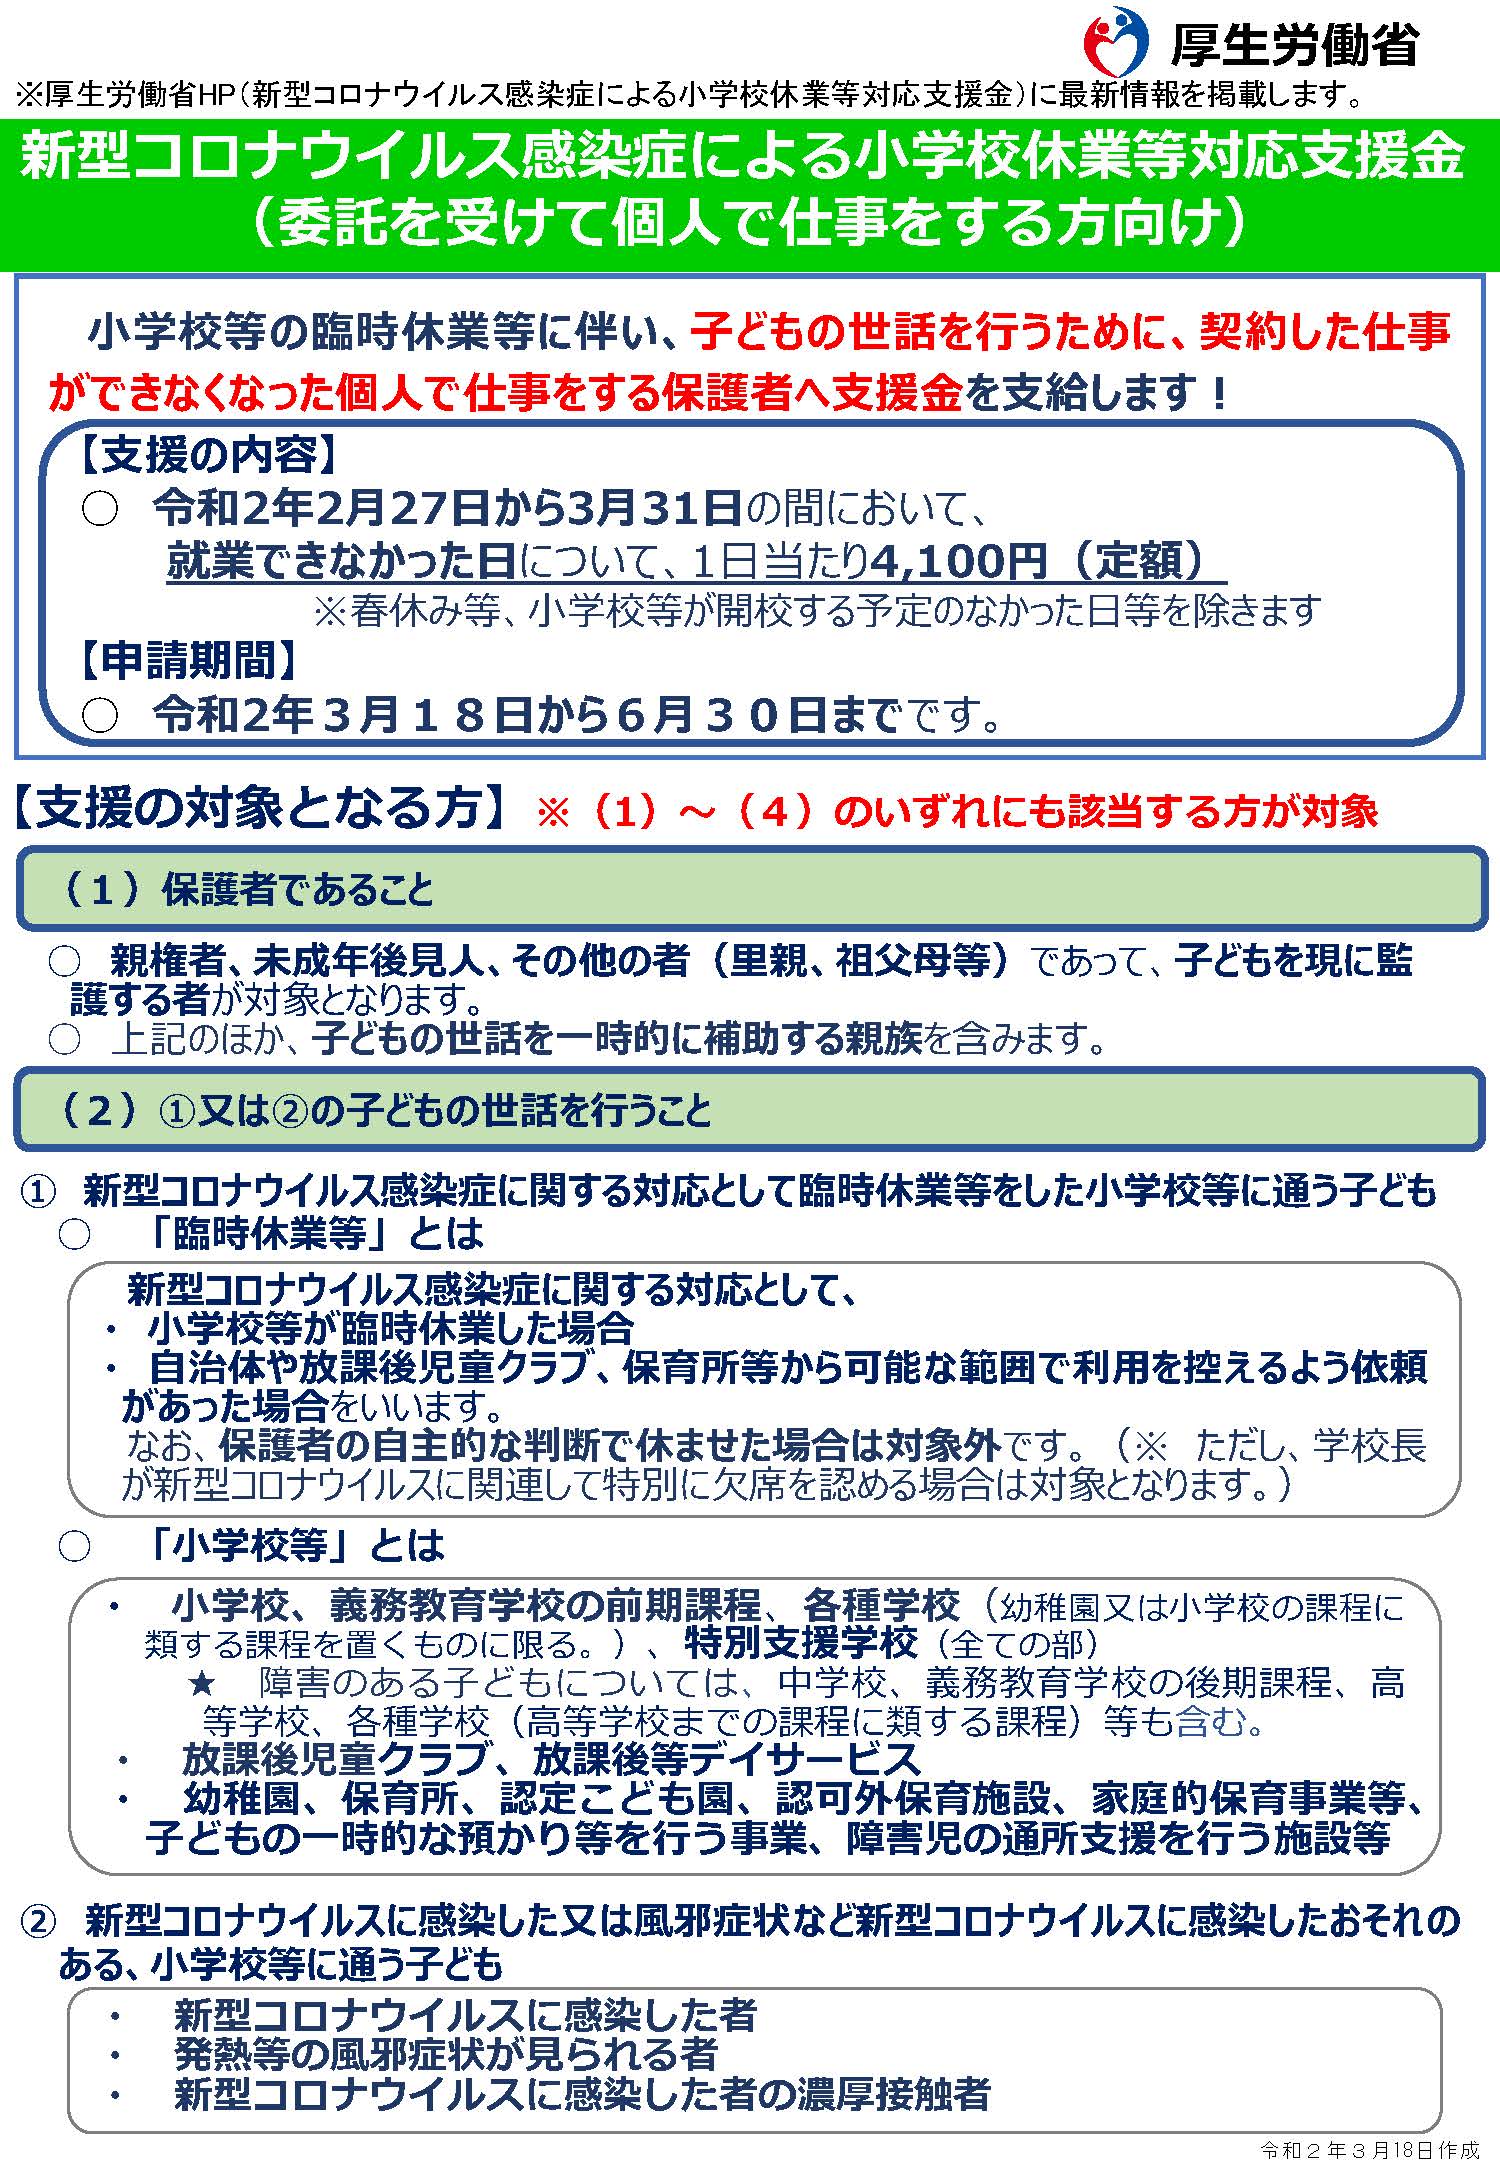 厚生労働省
※厚生労働省HP（新型コロナウイルス感染症による小学校休業等対応支援金）に最新情報を掲載します。
新型コロナウイルス感染症による小学校休業等対応支援金
（委託を受けて個人で仕事をする方向け）
小学校等の臨時休業等に伴い、子どもの世話を行うために、契約した仕事
ができなくなった個人で仕事をする保護者へ支援金を支給します！
【支援の内容】
○　令和2年2月27日から3月31日の間において、
就業できなかった日について、1日当たり4,100円（定額）
※春休み等、小学校等が開校する予定のなかった日等を除きます
【申請期間】
○　令和2年３月１８日から６月３０日までです。
【支援の対象となる方】 ※（1）～（４）のいずれにも該当する方が対象
（１）保護者であること
○　親権者、未成年後見人、その他の者（里親、祖父母等）であって、子どもを現に監
護する者が対象となります。
○　上記のほか、子どもの世話を一時的に補助する親族を含みます。
（２）①又は②の子どもの世話を行うこと
①　新型コロナウイルス感染症に関する対応として臨時休業等をした小学校等に通う子ども
○　「臨時休業等」とは
新型コロナウイルス感染症に関する対応として、
・　小学校等が臨時休業した場合
・　自治体や放課後児童クラブ、保育所等から可能な範囲で利用を控えるよう依頼
があった場合をいいます。
なお、保護者の自主的な判断で休ませた場合は対象外です。（※　ただし、学校長
が新型コロナウイルスに関連して特別に欠席を認める場合は対象となります。）
○　「小学校等」とは
・　小学校、義務教育学校の前期課程、各種学校（幼稚園又は小学校の課程に
類する課程を置くものに限る。）、特別支援学校（全ての部）
★　障害のある子どもについては、中学校、義務教育学校の後期課程、高
等学校、各種学校（高等学校までの課程に類する課程）等も含む。
・　放課後児童クラブ、放課後等デイサービス
・　幼稚園、保育所、認定こども園、認可外保育施設、家庭的保育事業等、
子どもの一時的な預かり等を行う事業、障害児の通所支援を行う施設等
②　新型コロナウイルスに感染した又は風邪症状など新型コロナウイルスに感染したおそれの
ある、小学校等に通う子ども
・　新型コロナウイルスに感染した者
・　発熱等の風邪症状が見られる者
・　新型コロナウイルスに感染した者の濃厚接触者
令和２年３月18日作成